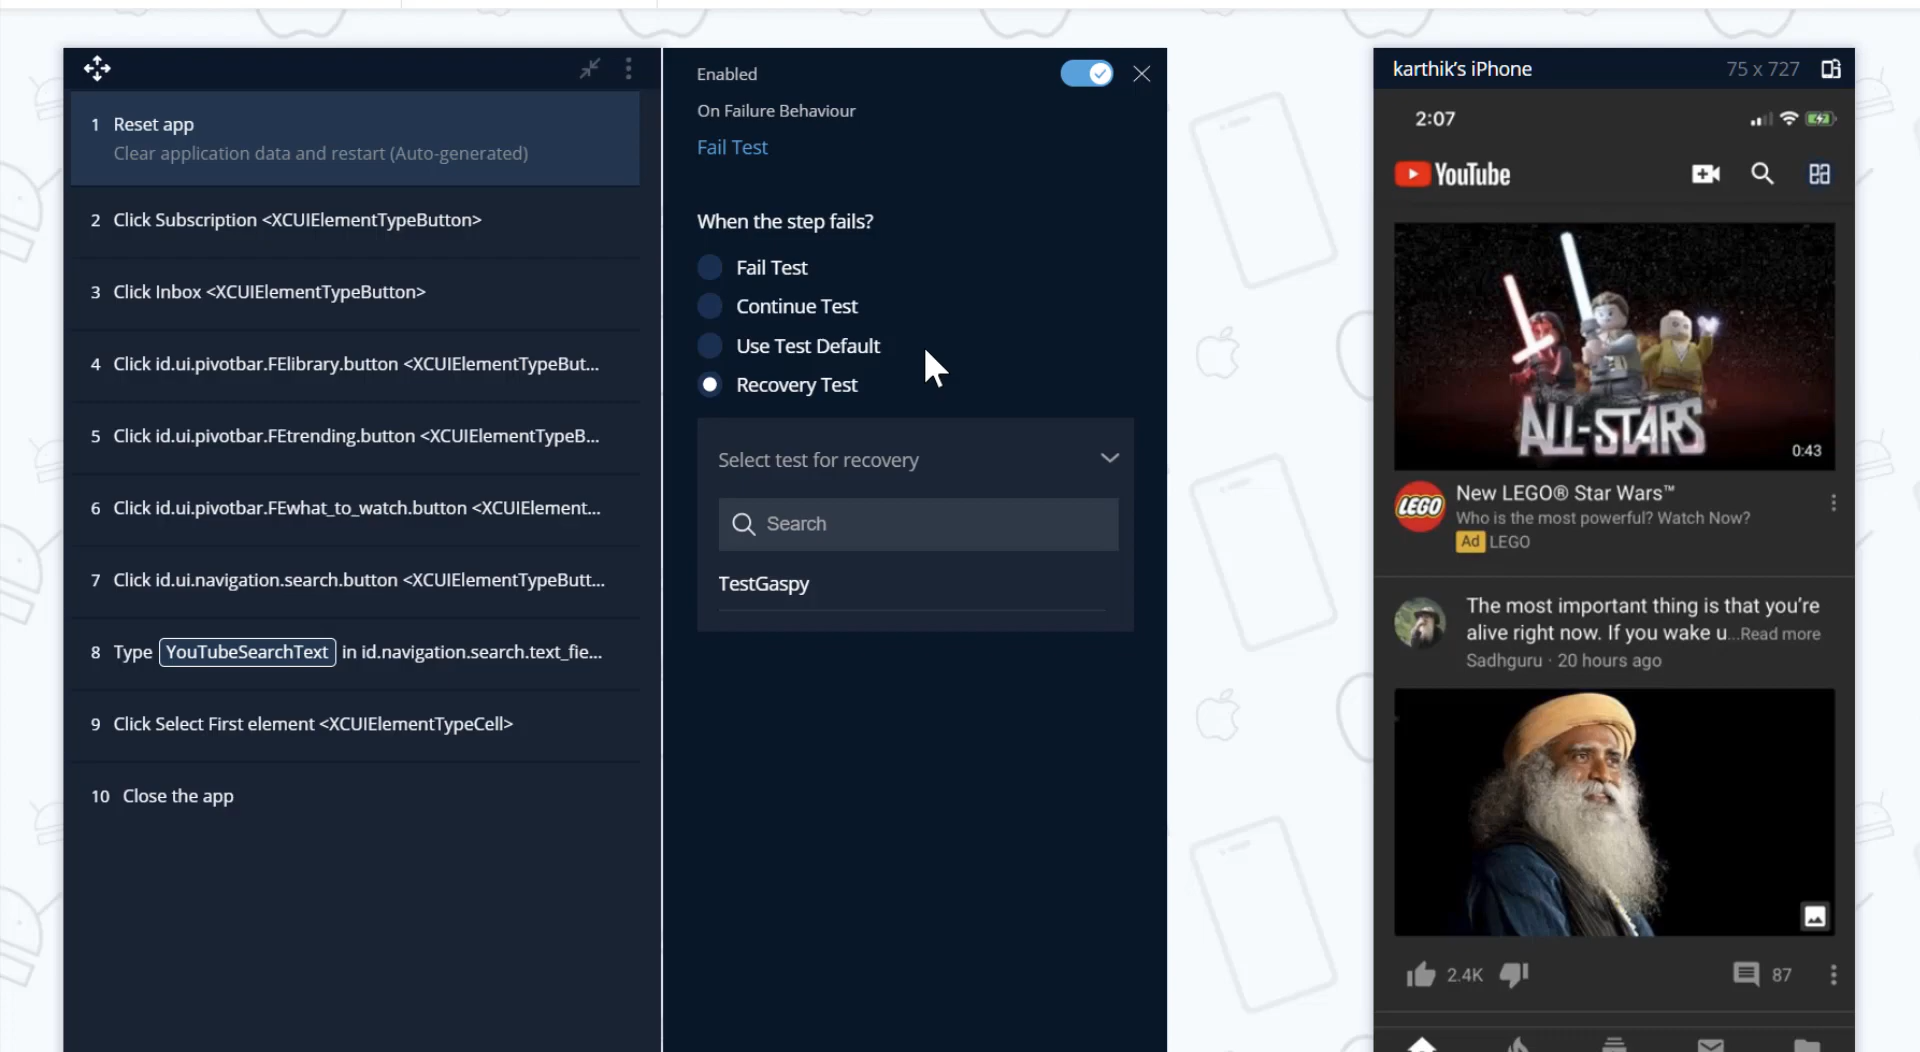 1 Reset app
Clear application data and restart (Auto-generated)
2 Click Subscription <XCUIElementTypeButton>
3 Click Inbox <XCUIElementTypeButton>
4 Click id.ui.pivotbar.FElibrary.button <XCUIElementTypeBut...
5 Click id.ui.pivotbar.FEtrending.button <XCUIElementTypeB...
6 Click id.ui.pivotbar.FEwhat_to_watch.button <XCUIElement...
7 Click id.ui.navigation.search.button <XCUIElementTypeButt...
8 Type YouTubeSearchText in id.navigation.search.text_fie...
9 Click Select First element <XCUIElementTypeCell>
10 Close the app
Enabled
On Failure Behaviour
Fail Test
When the step fails?
Fail Test
Continue Test
Use Test Default
Recovery Test
Select test for recovery
Search
TestGaspy
karthik's iPhone 75 x 727
2:07
YouTube
ALL-STARS
0:43
LEGO
New LEGO® Star Wars™
Who is the most powerful? Watch Now?
Ad LEGO
The most important thing is that you're
alive right now. If you wake u...Read more
Sadhguru · 20 hours ago
2.4K 87